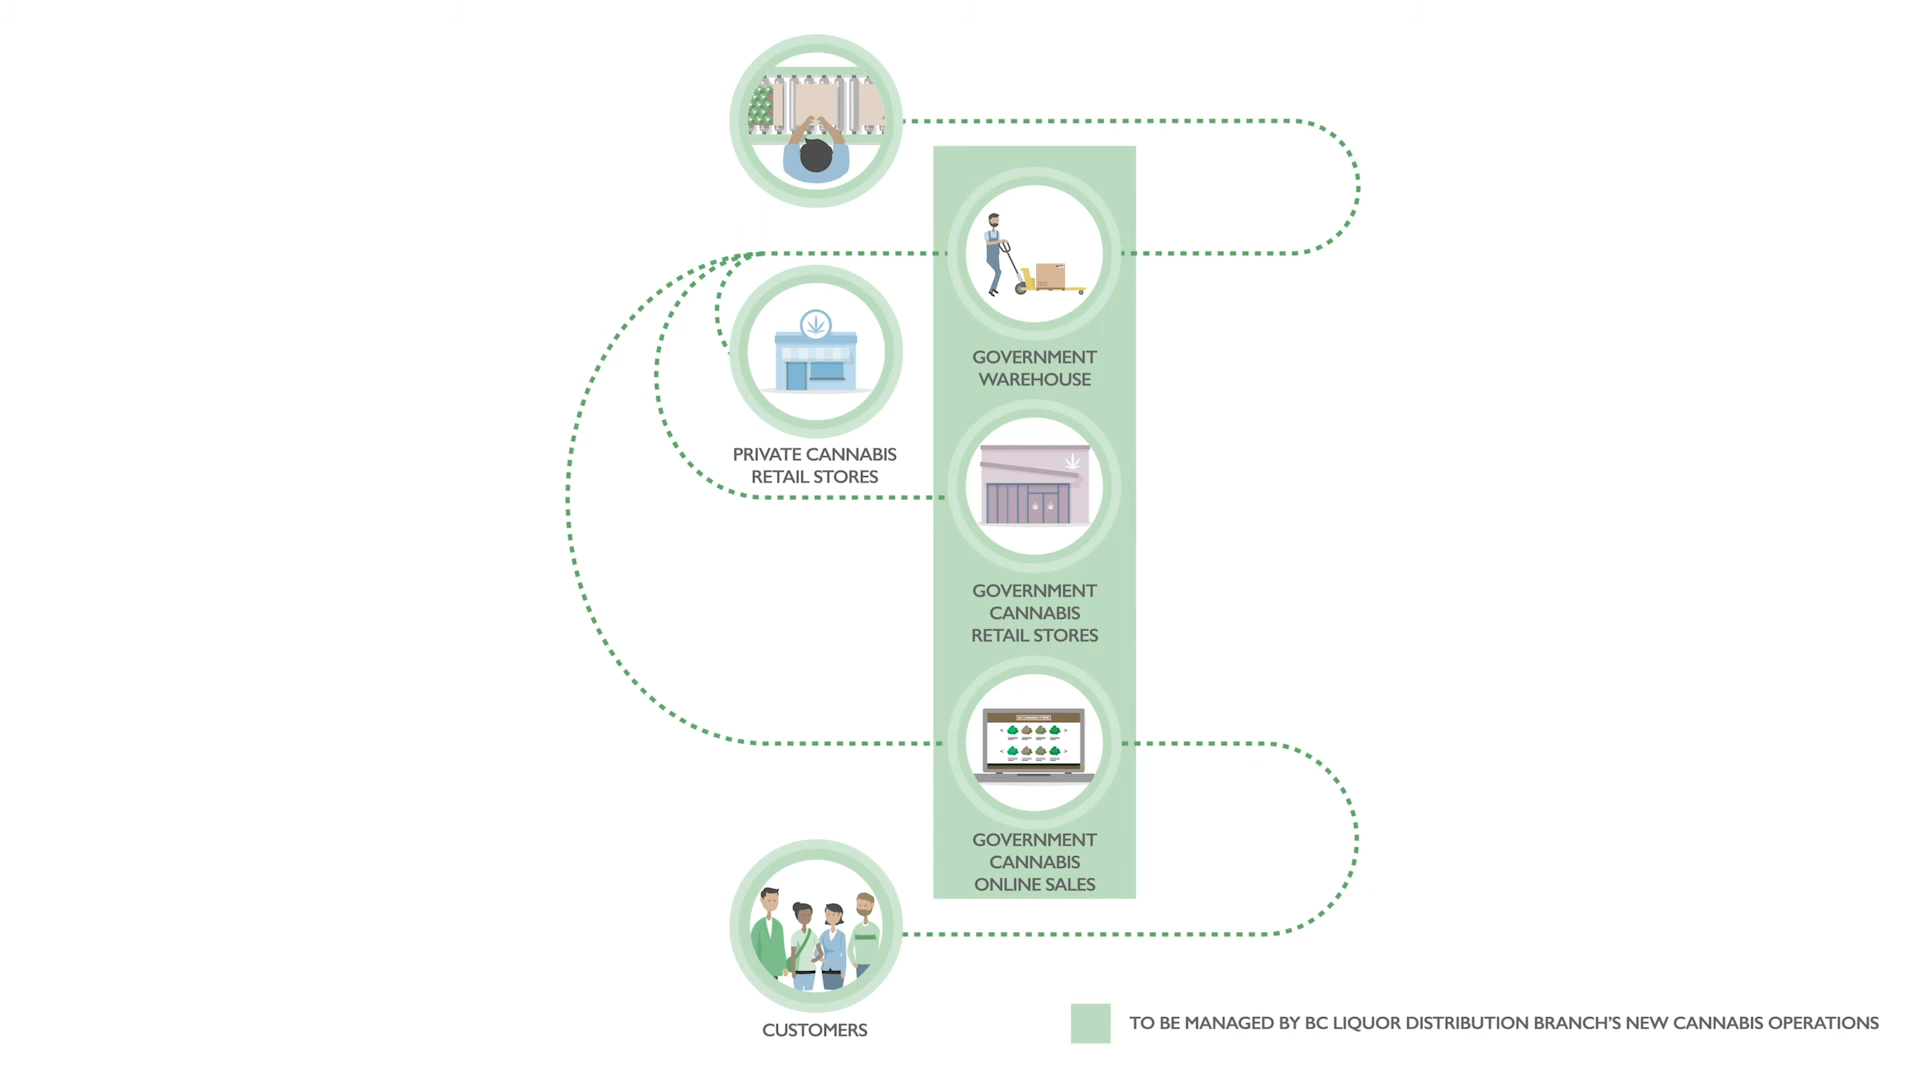 GOVERNMENT
WAREHOUSE
PRIVATE CANNABIS
RETAIL STORES
GOVERNMENT
CANNABIS
RETAIL STORES
GOVERNMENT
CANNABIS
ONLINE SALES
CUSTOMERS
TO BE MANAGED BY BC LIQUOR DISTRIBUTION BRANCH'S NEW CANNABIS OPERATIONS